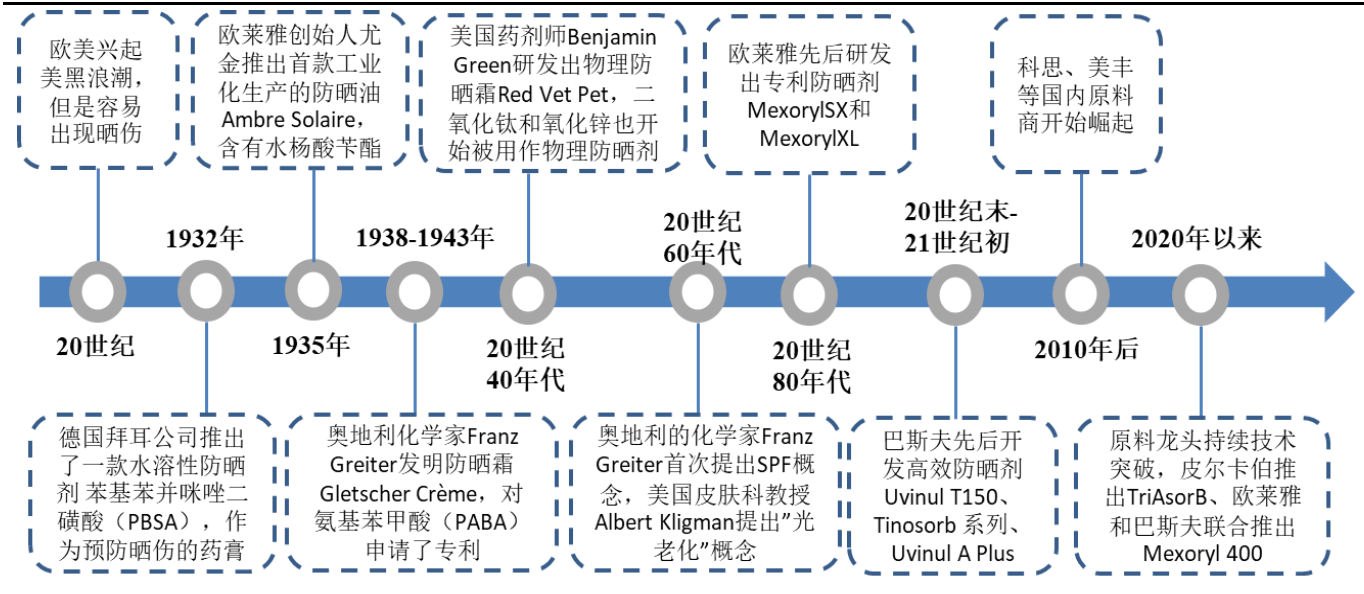 欧美兴起
美黑浪潮，
但是容易
出现晒伤
欧莱雅创始人尤
金推出首款工业
化生产的防晒油
Ambre Solaire，
含有水杨酸苄酯
美国药剂师Benjamin
Green研发出物理防
晒霜Red Vet Pet，二
氧化钛和氧化锌也开
始被用作物理防晒剂
欧莱雅先后研发
出专利防晒剂
MexorylSX和
MexorylXL
科思、美丰
等国内原料
商开始崛起
1932年
1938-1943年
20世纪
60年代
20世纪末-
21世纪初
2020年以来
20世纪
1935年
20世纪
40年代
20世纪
80年代
2010年后
德国拜耳公司推出
了一款水溶性防晒
剂 苯基苯并咪唑二
磺酸（PBSA），作
为预防晒伤的药膏
奥地利化学家Franz
Greiter发明防晒霜
Gletscher Crème，对
氨基苯甲酸（PABA）
申请了专利
奥地利的化学家Franz
Greiter首次提出SPF概
念，美国皮肤科教授
Albert Kligman提出”光
老化”概念
巴斯夫先后开
发高效防晒剂
Uvinul T150、
Tinosorb 系列、
Uvinul A Plus
原料龙头持续技术
突破，皮尔卡伯推
出TriAsorB、欧莱雅
和巴斯夫联合推出
Mexoryl 400